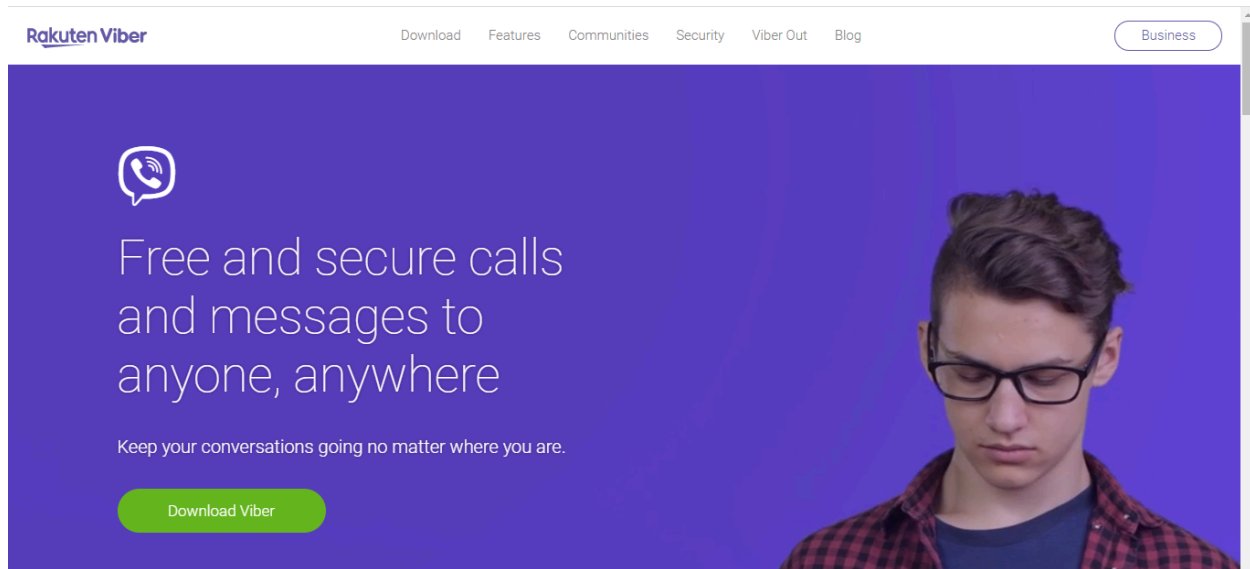 Rakuten Viber
Download Features Communities Security Viber Out Blog
Business
Free and secure calls
and messages to
anyone, anywhere
Keep your conversations going no matter where you are.
Download Viber